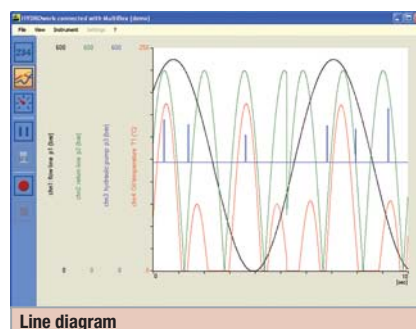 HYDROwork connected with Multiflex (demo)
File View Instrument Settings ?
234
600 600 600 250
chn1 flow line p1 [bar]
chn2 return line p2 [bar]
chn3 hydraulic pump p3 [bar]
chn4 Oil temperature T1 [°C]
0 0 0 0
0 10
[sec]
Line diagram